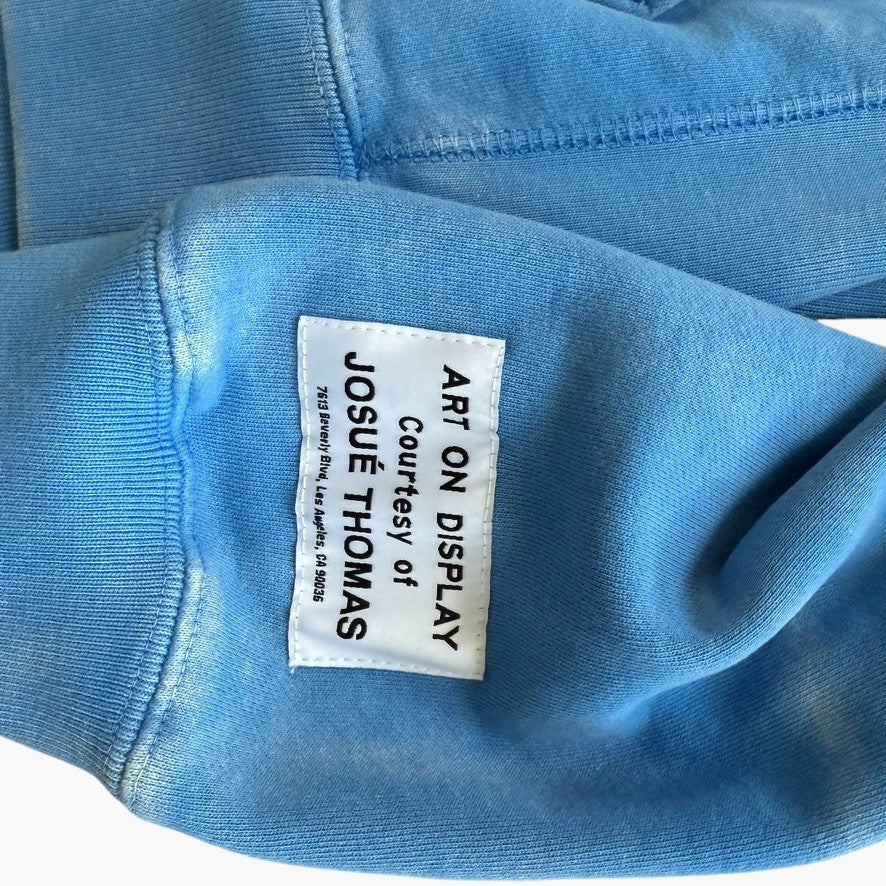 ART ON DISPLAY
Courtesy of
JOSUÉ THOMAS
7613 Beverly Blvd, Los Angeles, CA 90036